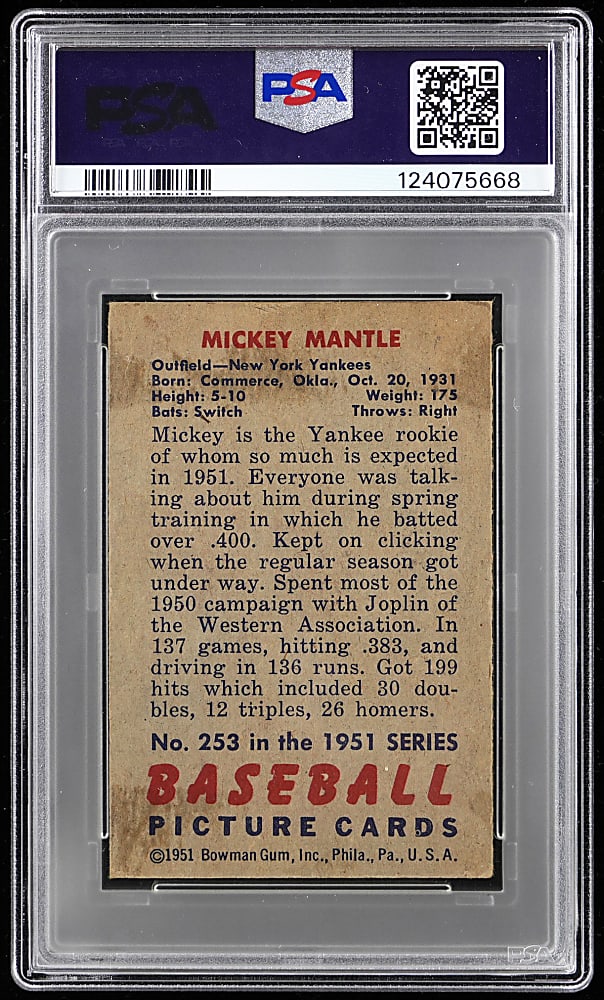 PSA
PSA
124075668
MICKEY MANTLE
Outfield—New York Yankees
Born: Commerce, Okla., Oct. 20, 1931
Height: 5-10 Weight: 175
Bats: Switch Throws: Right
Mickey is the Yankee rookie
of whom so much is expected
in 1951. Everyone was talk-
ing about him during spring
training in which he batted
over .400. Kept on clicking
when the regular season got
under way. Spent most of the
1950 campaign with Joplin of
the Western Association. In
137 games, hitting .383, and
driving in 136 runs. Got 199
hits which included 30 dou-
bles, 12 triples, 26 homers.
No. 253 in the 1951 SERIES
BASEBALL
PICTURE CARDS
©1951 Bowman Gum, Inc., Phila., Pa., U.S.A.
PSA